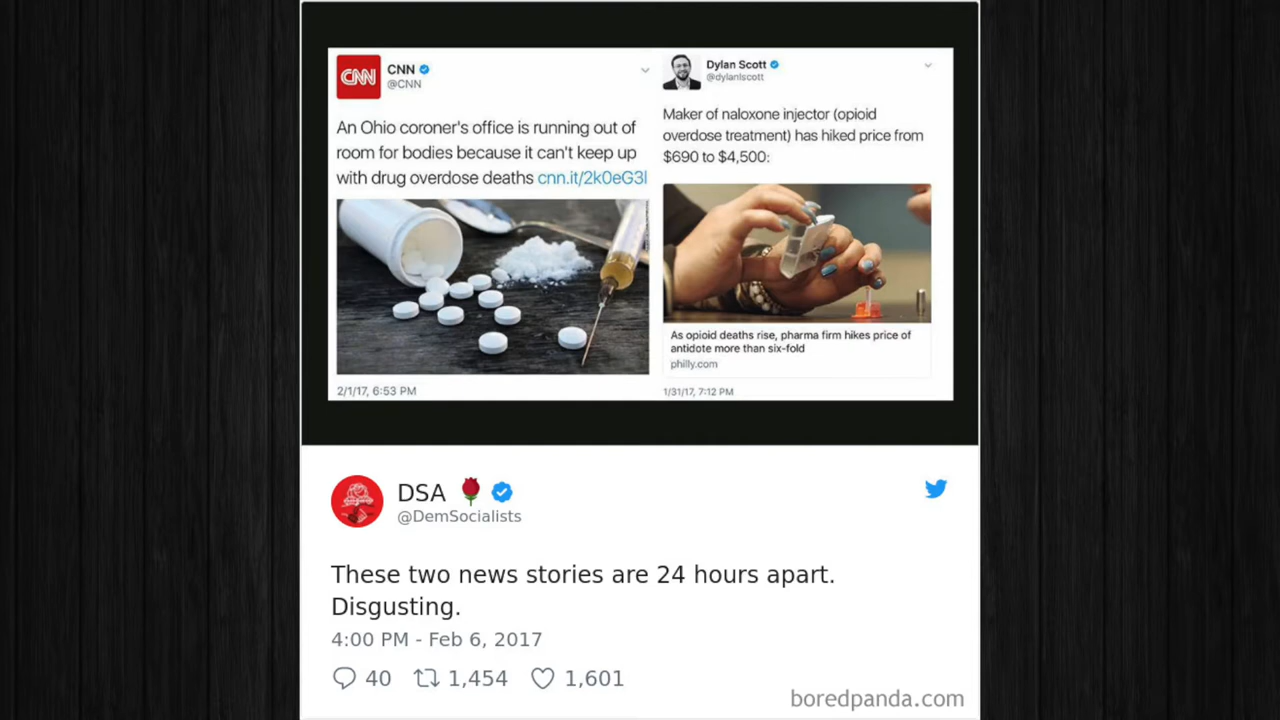 CNN
CNN
@CNN
An Ohio coroner's office is running out of
room for bodies because it can't keep up
with drug overdose deaths cnn.it/2k0eG3l
2/1/17, 6:53 PM
Dylan Scott
@dylanlscott
Maker of naloxone injector (opioid
overdose treatment) has hiked price from
$690 to $4,500:
As opioid deaths rise, pharma firm hikes price of
antidote more than six-fold
philly.com
1/31/17, 7:12 PM
DSA 🌹
@DemSocialists
These two news stories are 24 hours apart.
Disgusting.
4:00 PM - Feb 6, 2017
40 1,454 1,601
boredpanda.com